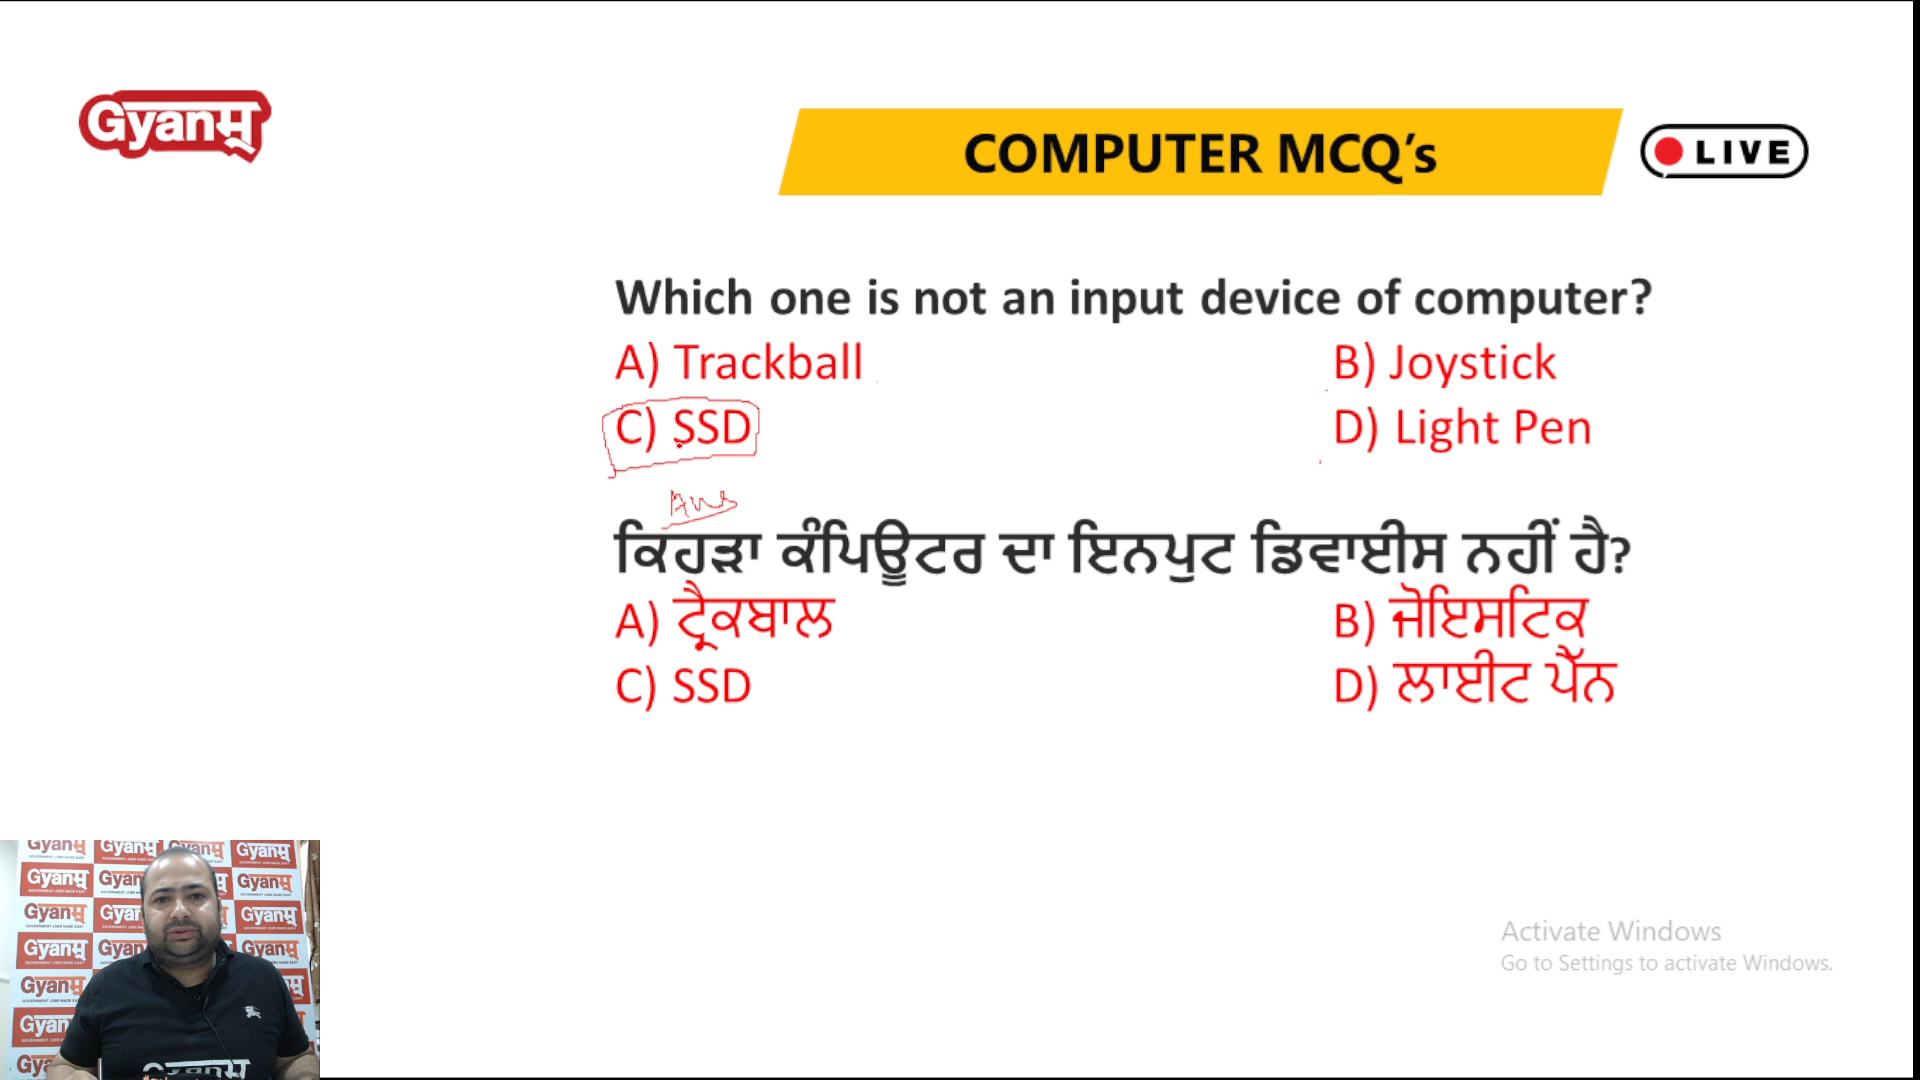 Gyanਸ੍ਰ
COMPUTER MCQ’s
LIVE
Which one is not an input device of computer?
A) Trackball B) Joystick
C) SSD D) Light Pen
Ans
ਕਿਹੜਾ ਕੰਪਿਊਟਰ ਦਾ ਇਨਪੁਟ ਡਿਵਾਈਸ ਨਹੀਂ ਹੈ?
A) ਟ੍ਰੈਕਬਾਲ B) ਜੋਇਸਟਿਕ
C) SSD D) ਲਾਈਟ ਪੈੱਨ
Activate Windows
Go to Settings to activate Windows.